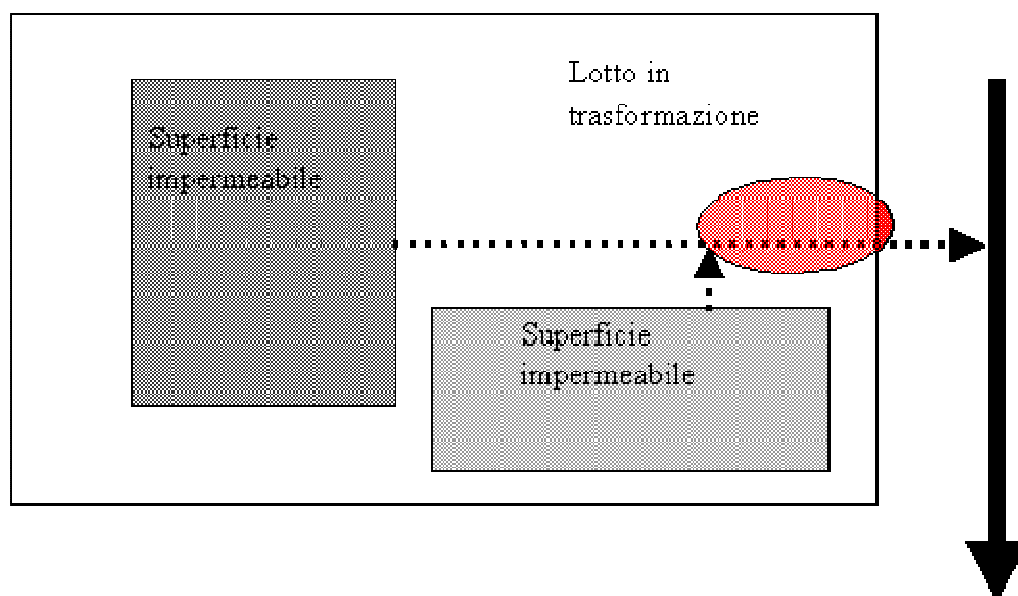 Lotto in
trasformazione
Superficie
impermeabile
Superficie
impermeabile